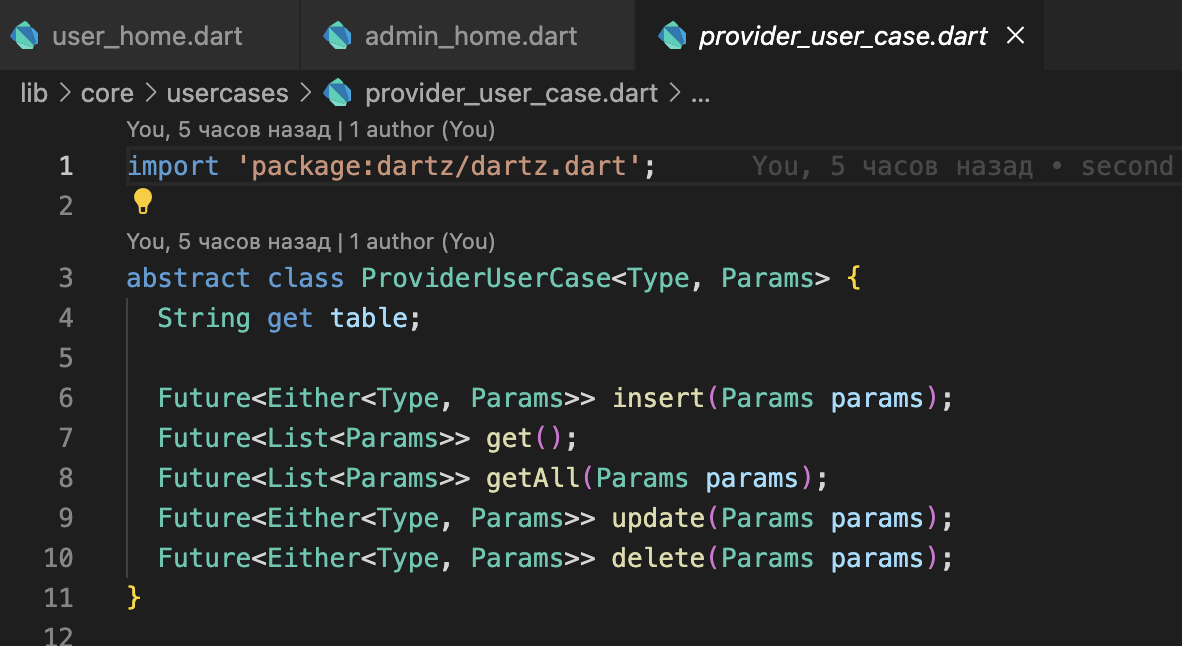 user_home.dart admin_home.dart provider_user_case.dart ×
lib > core > usercases > provider_user_case.dart > ...
You, 5 часов назад | 1 author (You)
1 import 'package:dartz/dartz.dart'; You, 5 часов назад • second
2
You, 5 часов назад | 1 author (You)
3 abstract class ProviderUserCase<Type, Params> {
4 String get table;
5
6 Future<Either<Type, Params>> insert(Params params);
7 Future<List<Params>> get();
8 Future<List<Params>> getAll(Params params);
9 Future<Either<Type, Params>> update(Params params);
10 Future<Either<Type, Params>> delete(Params params);
11 }
12